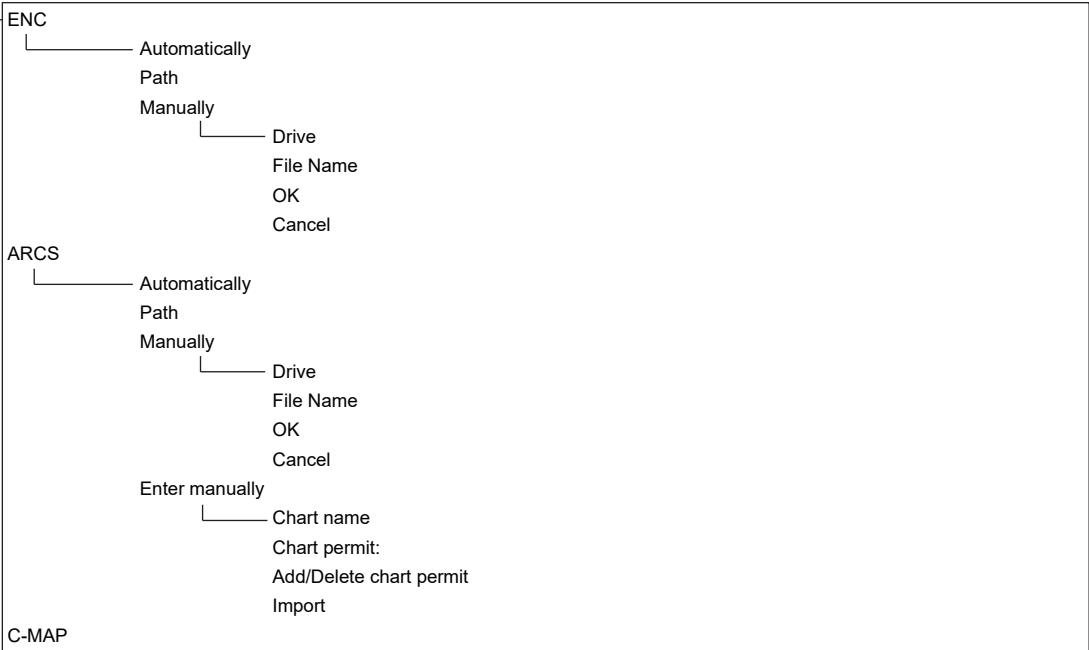 ENC
Automatically
Path
Manually
Drive
File Name
OK
Cancel
ARCS
Automatically
Path
Manually
Drive
File Name
OK
Cancel
Enter manually
Chart name
Chart permit:
Add/Delete chart permit
Import
C-MAP